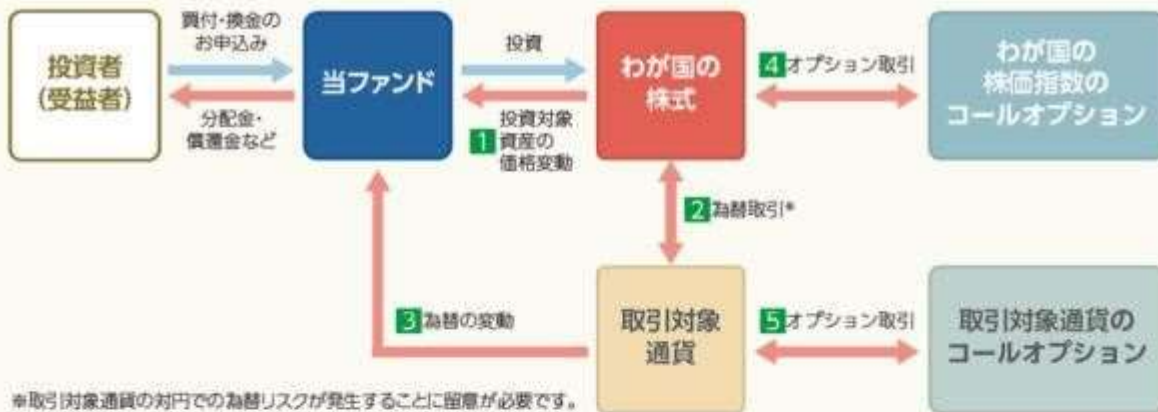 買付・換金の
お申込み
投資者
(受益者)
分配金・
償還金など
当ファンド
投資
1 投資対象
資産の
価格変動
わが国の
株式
4 オプション取引
わが国の
株価指数の
コールオプション
2 為替取引*
3 為替の変動
取引対象
通貨
5 オプション取引
取引対象通貨の
コールオプション
※取引対象通貨の対円での為替リスクが発生することに留意が必要です。